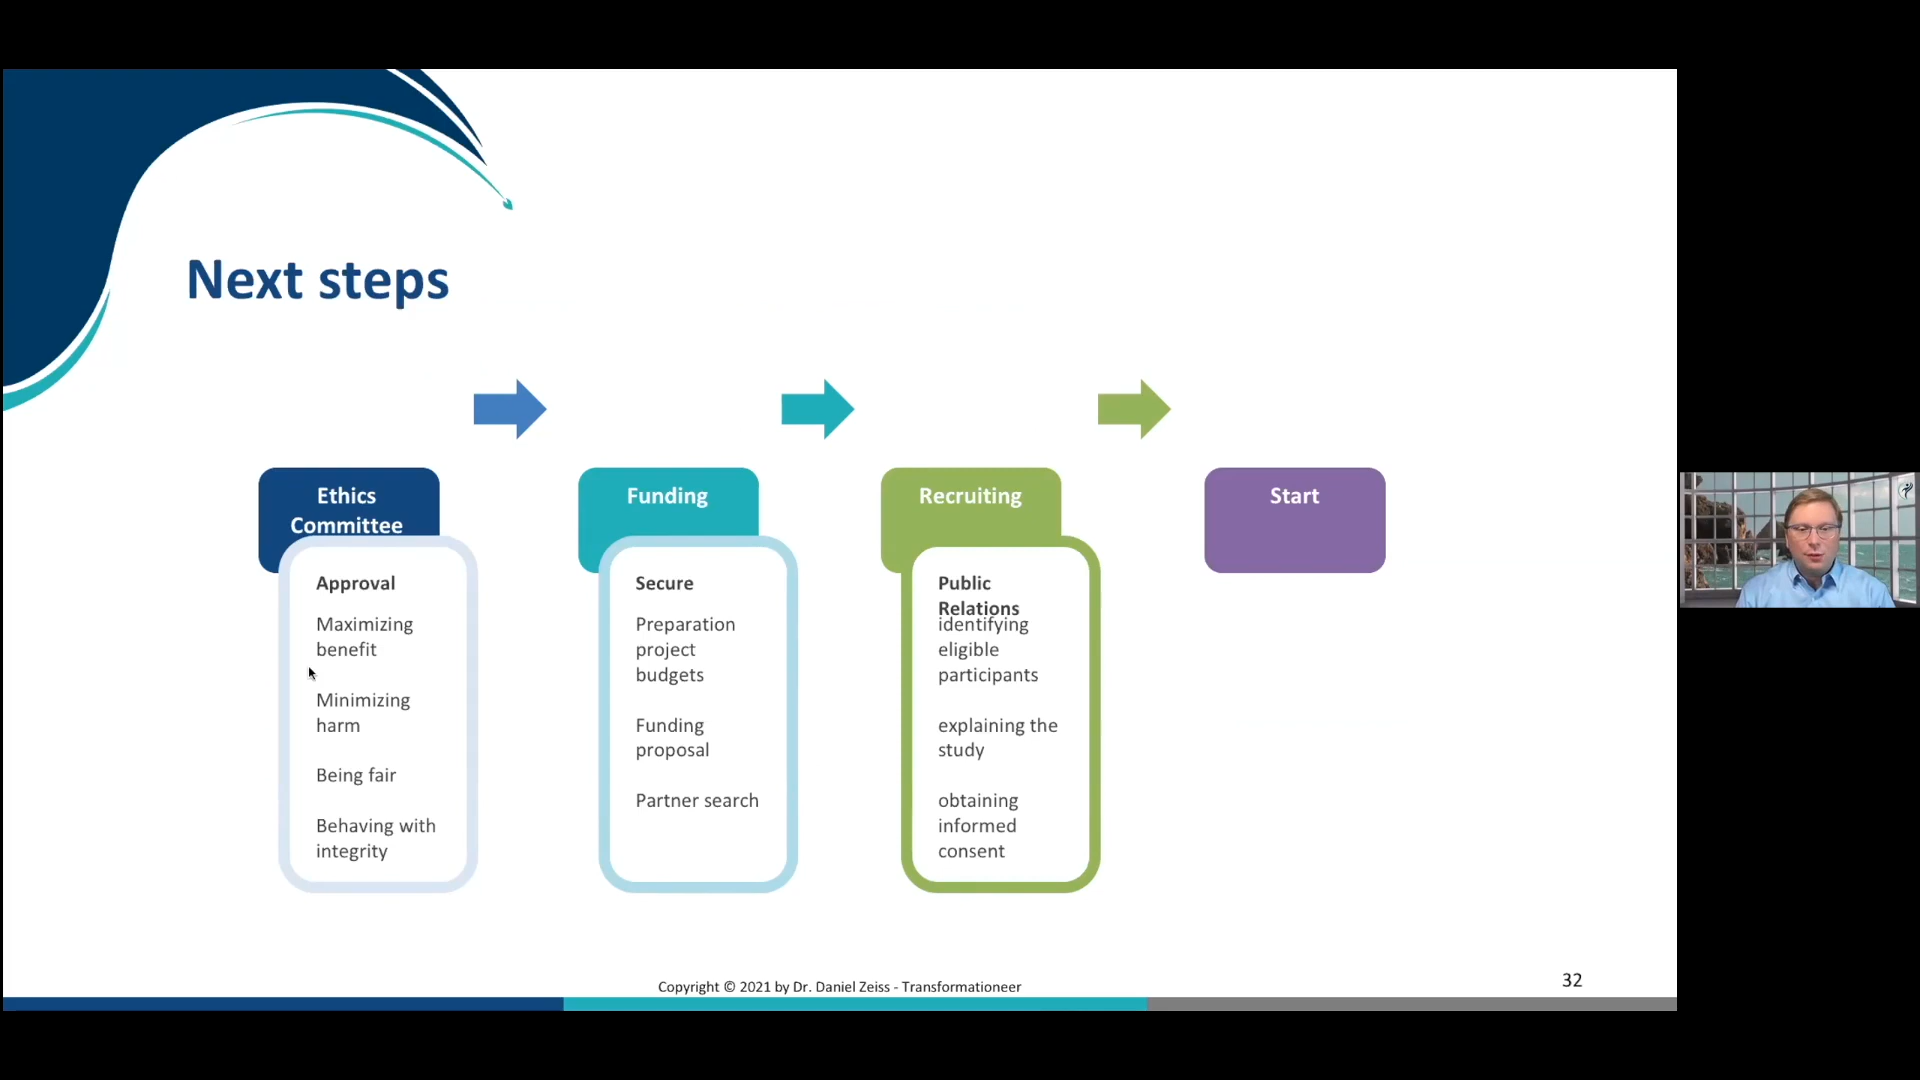 Next steps
Ethics
Committee
Approval
Maximizing
benefit
Minimizing
harm
Being fair
Behaving with
integrity
Funding
Secure
Preparation
project
budgets
Funding
proposal
Partner search
Recruiting
Public
Relations
identifying
eligible
participants
explaining the
study
obtaining
informed
consent
Start
Copyright © 2021 by Dr. Daniel Zeiss - Transformationeer
32